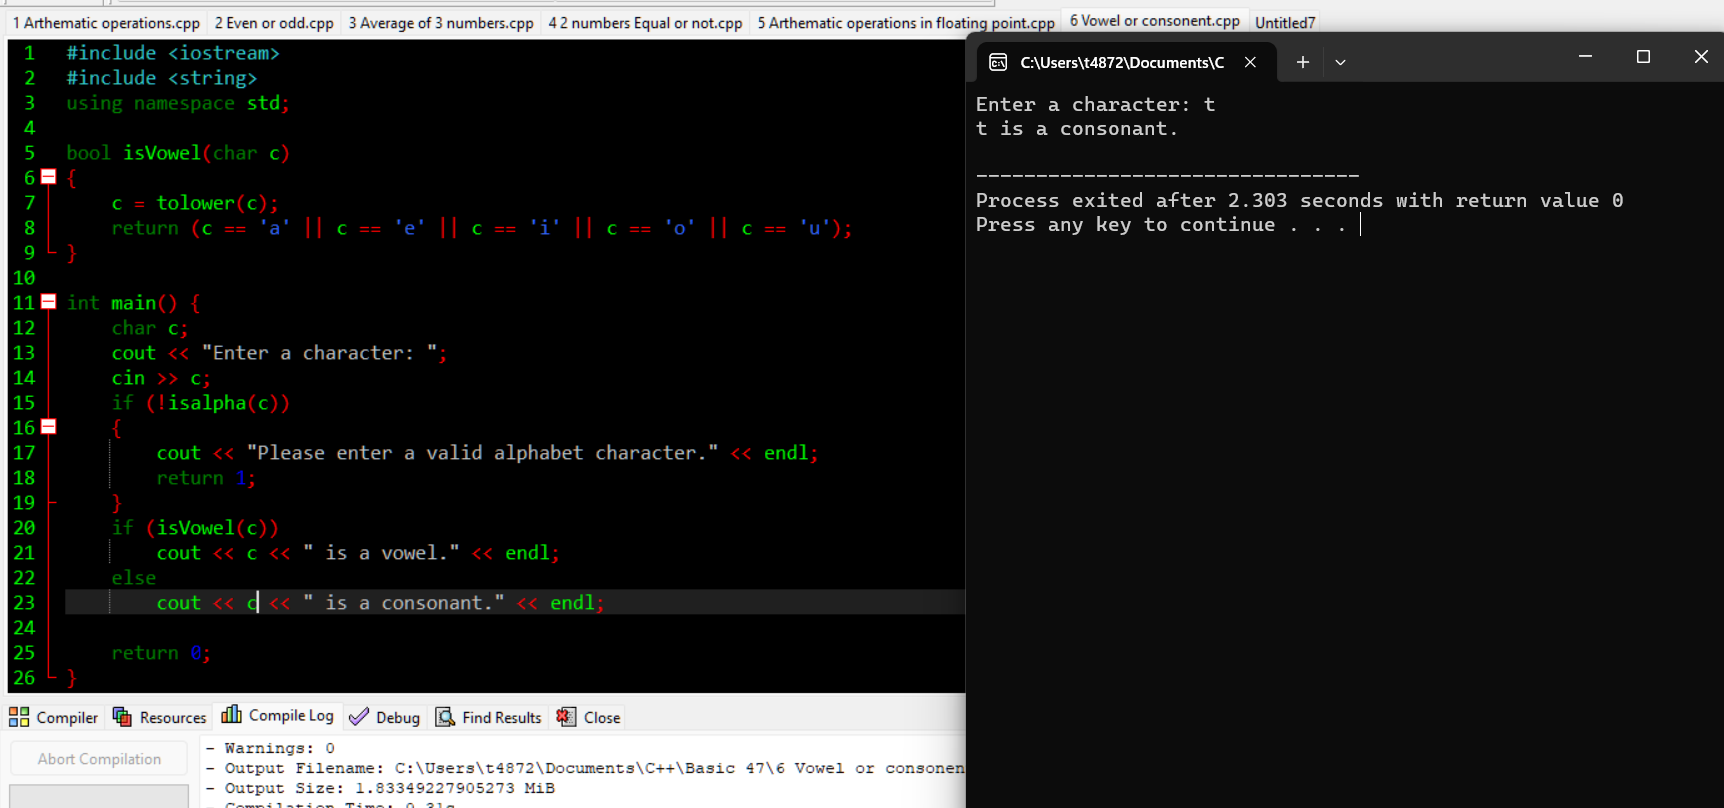 1 Arthematic operations.cpp 2 Even or odd.cpp 3 Average of 3 numbers.cpp 4 2 numbers Equal or not.cpp 5 Arthematic operations in floating point.cpp 6 Vowel or consonent.cpp Untitled7
1 #include <iostream>
2 #include <string>
3 using namespace std;
4
5 bool isVowel(char c)
6 {
7 c = tolower(c);
8 return (c == 'a' || c == 'e' || c == 'i' || c == 'o' || c == 'u');
9 }
10
11 int main() {
12 char c;
13 cout << "Enter a character: ";
14 cin >> c;
15 if (!isalpha(c))
16 {
17 cout << "Please enter a valid alphabet character." << endl;
18 return 1;
19 }
20 if (isVowel(c))
21 cout << c << " is a vowel." << endl;
22 else
23 cout << c << " is a consonant." << endl;
24
25 return 0;
26 }
Compiler Resources Compile Log Debug Find Results Close
Abort Compilation
- Warnings: 0
- Output Filename: C:\Users\t4872\Documents\C++\Basic 47\6 Vowel or consonen
- Output Size: 1.83349227905273 MiB
- Compilation Time: 0.31s
C:\Users\t4872\Documents\C
Enter a character: t
t is a consonant.
--------------------------------
Process exited after 2.303 seconds with return value 0
Press any key to continue . . .